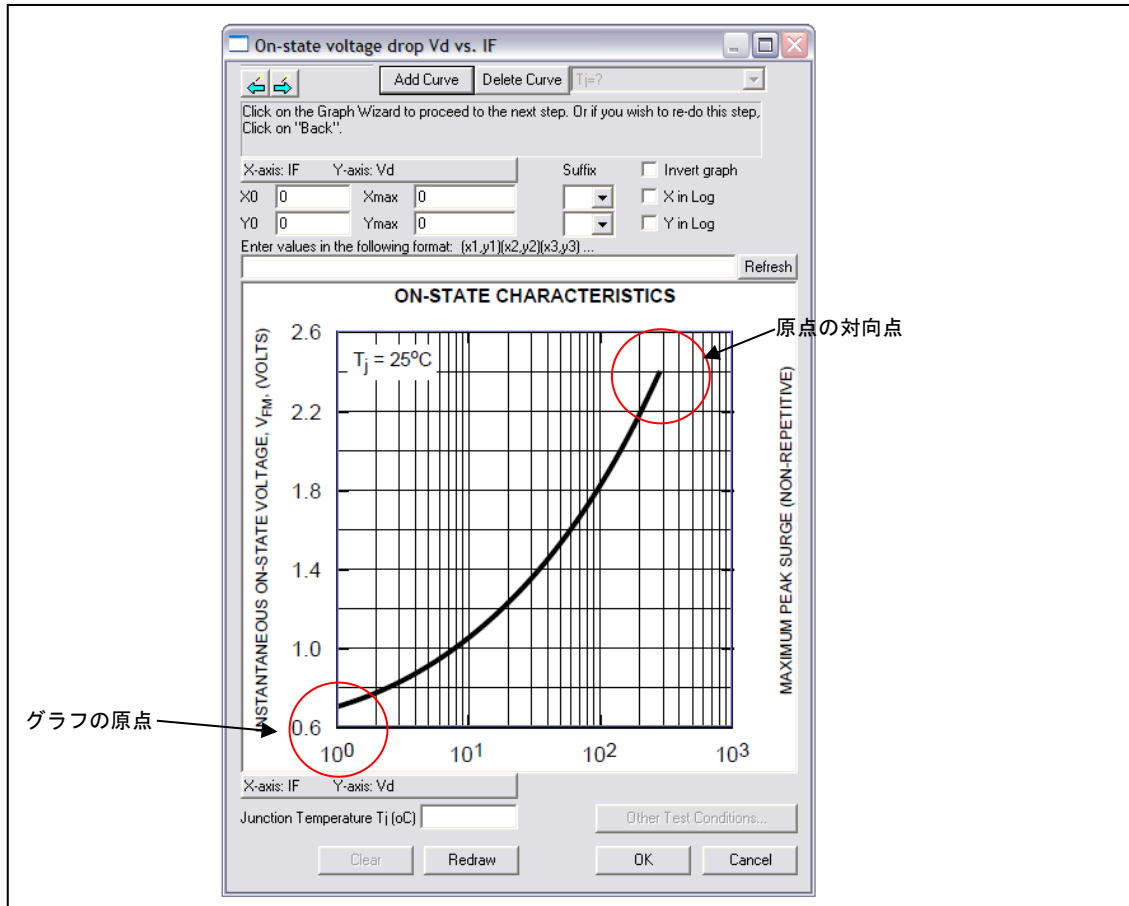 On-state voltage drop Vd vs. IF
Add Curve
Delete Curve
Tj=?
Click on the Graph Wizard to proceed to the next step. Or if you wish to re-do this step,
Click on "Back".
X-axis: IF Y-axis: Vd
Suffix
Invert graph
X0 0 Xmax 0
X in Log
Y0 0 Ymax 0
Y in Log
Enter values in the following format: (x1,y1)(x2,y2)(x3,y3) ...
Refresh
ON-STATE CHARACTERISTICS
原点の対向点
NSTANTANEOUS ON-STATE VOLTAGE, VFM, (VOLTS)
2.6
2.2
1.8
1.4
1.0
0.6
Tj = 25ºC
MAXIMUM PEAK SURGE (NON-REPETITIVE)
グラフの原点
10⁰ 10¹ 10² 10³
X-axis: IF Y-axis: Vd
Junction Temperature Tj (oC)
Other Test Conditions...
Clear
Redraw
OK
Cancel